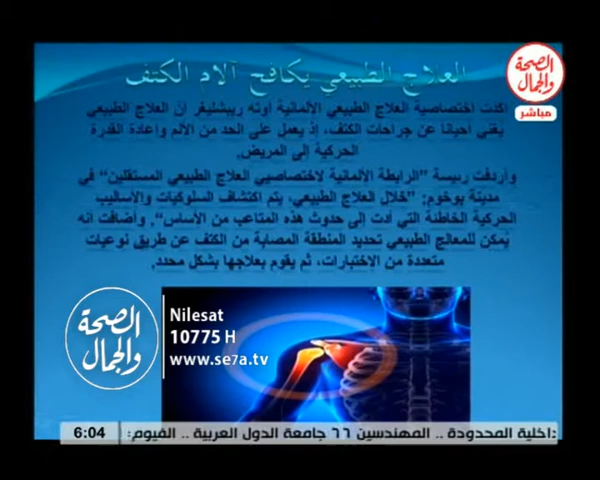 العلاج الطبيعي يكافح آلام الكتف
الصحة
والجمال
مباشر
أكدت اختصاصية العلاج الطبيعي الألمانية أوته ريبشليغر أن العلاج الطبيعي
يغني أحيانا عن جراحات الكتف، إذ يعمل على الحد من الألم وإعادة القدرة
الحركية إلى المريض.
وأردفت رئيسة "الرابطة الألمانية لاختصاصيي العلاج الطبيعي المستقلين" في
مدينة بوخوم: "خلال العلاج الطبيعي، يتم اكتشاف السلوكيات والأساليب
الحركية الخاطئة التي أدت إلى حدوث هذه المتاعب من الأساس". وأضافت أنه
يُمكن للمعالج الطبيعي تحديد المنطقة المصابة من الكتف عن طريق نوعيات
متعددة من الاختبارات، ثم يقوم بعلاجها بشكل محدد.
الصحة
والجمال
Nilesat
10775 H
www.se7a.tv
داخلية المحدودة .. المهندسين ٦٦ جامعة الدول العربية .. الفيوم:
6:04